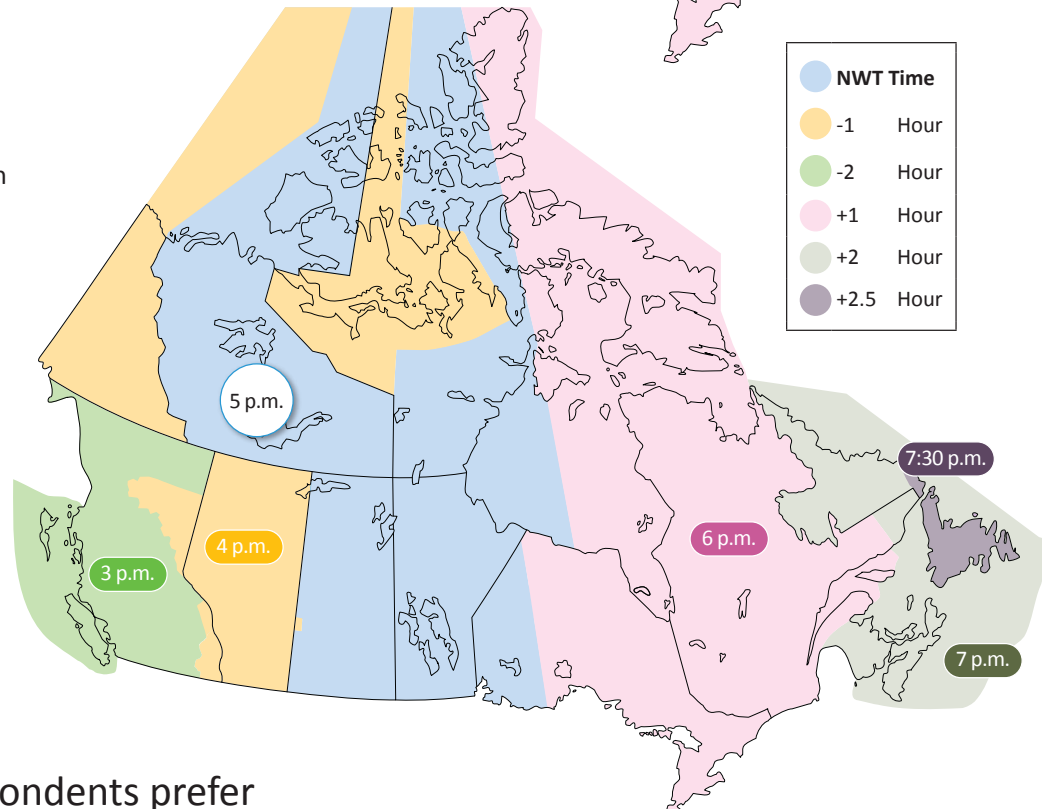 NWT Time
-1 Hour
-2 Hour
+1 Hour
+2 Hour
+2.5 Hour
5 p.m.
7:30 p.m.
6 p.m.
4 p.m.
3 p.m.
7 p.m.
ondents prefer